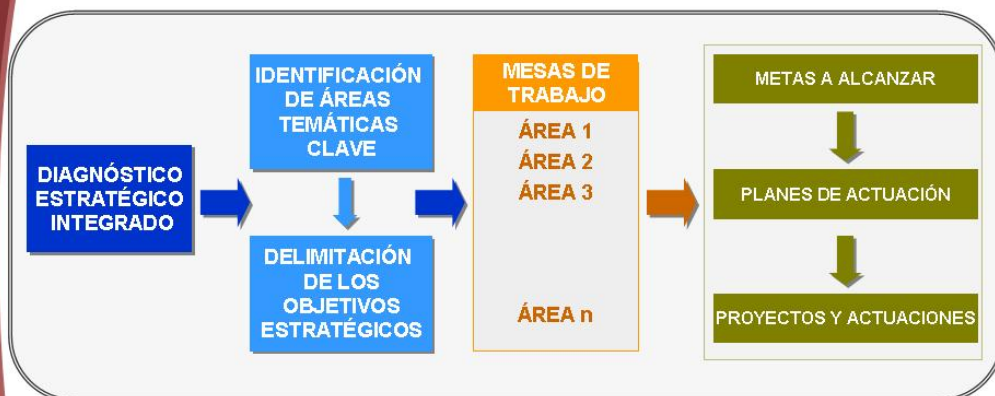 DIAGNÓSTICO
ESTRATÉGICO
INTEGRADO
IDENTIFICACIÓN
DE ÁREAS
TEMÁTICAS
CLAVE
DELIMITACIÓN
DE LOS
OBJETIVOS
ESTRATÉGICOS
MESAS DE
TRABAJO
ÁREA 1
ÁREA 2
ÁREA 3
ÁREA n
METAS A ALCANZAR
PLANES DE ACTUACIÓN
PROYECTOS Y ACTUACIONES